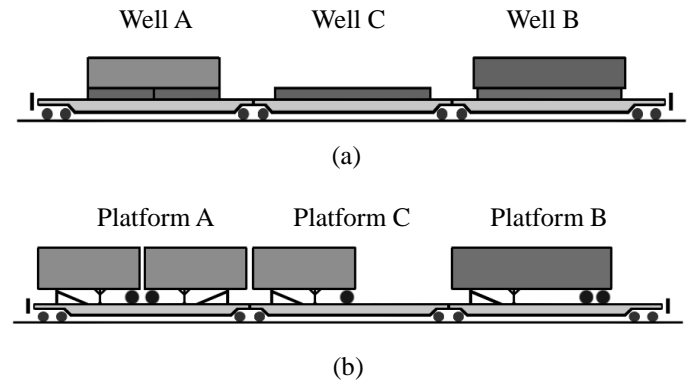 Well A Well C Well B
(a)
Platform A Platform C Platform B
(b)